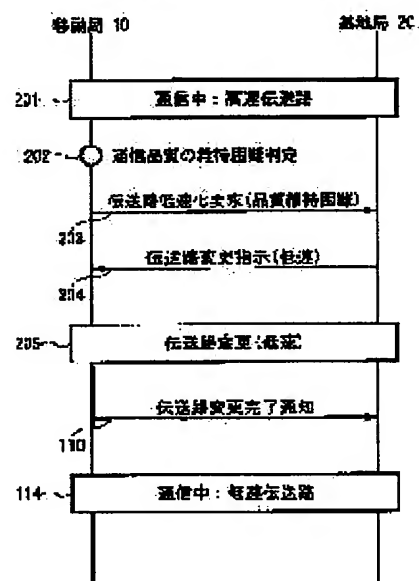 移動局 10
基地局 20
201
通信中：高速伝送路
202
通信品質の維持困難判定
伝送路低速化要求(品質維持困難)
203
伝送路変更指示(低速)
204
205
伝送路変更(低速)
伝送路変更完了通知
110
114
通信中：低速伝送路